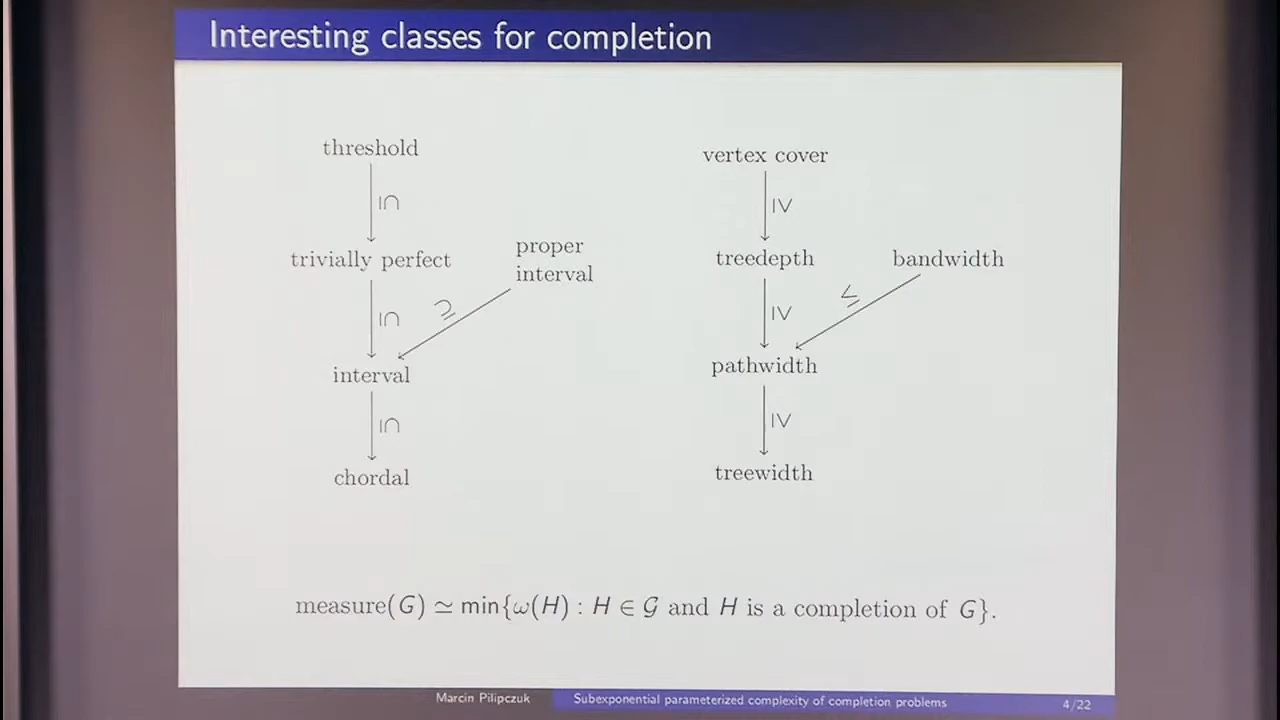 Interesting classes for completion
threshold
⊆
trivially perfect
proper
interval
⊆
⊇
interval
⊆
chordal
vertex cover
≥
treedepth
bandwidth
≥
≤
pathwidth
≥
treewidth
measure(G) ≃ min{ω(H) : H ∈ 𝒢 and H is a completion of G}.
Marcin Pilipczuk
Subexponential parameterized complexity of completion problems
4/22